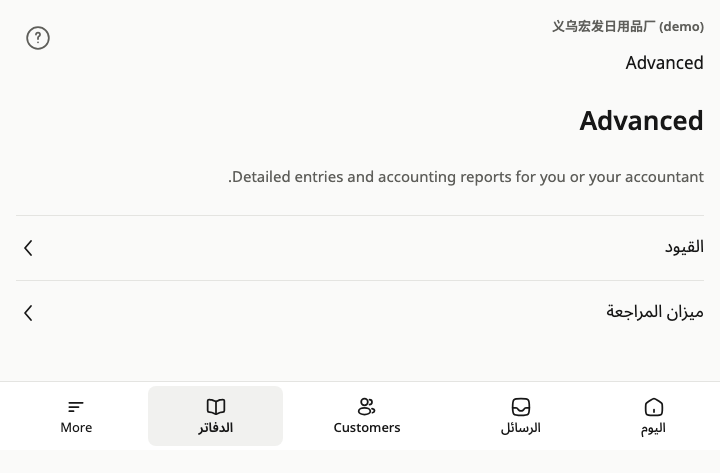 义乌宏发日用品厂 (demo)
Advanced
Advanced
Detailed entries and accounting reports for you or your accountant.
القيود
ميزان المراجعة
اليوم
الرسائل
Customers
الدفاتر
More